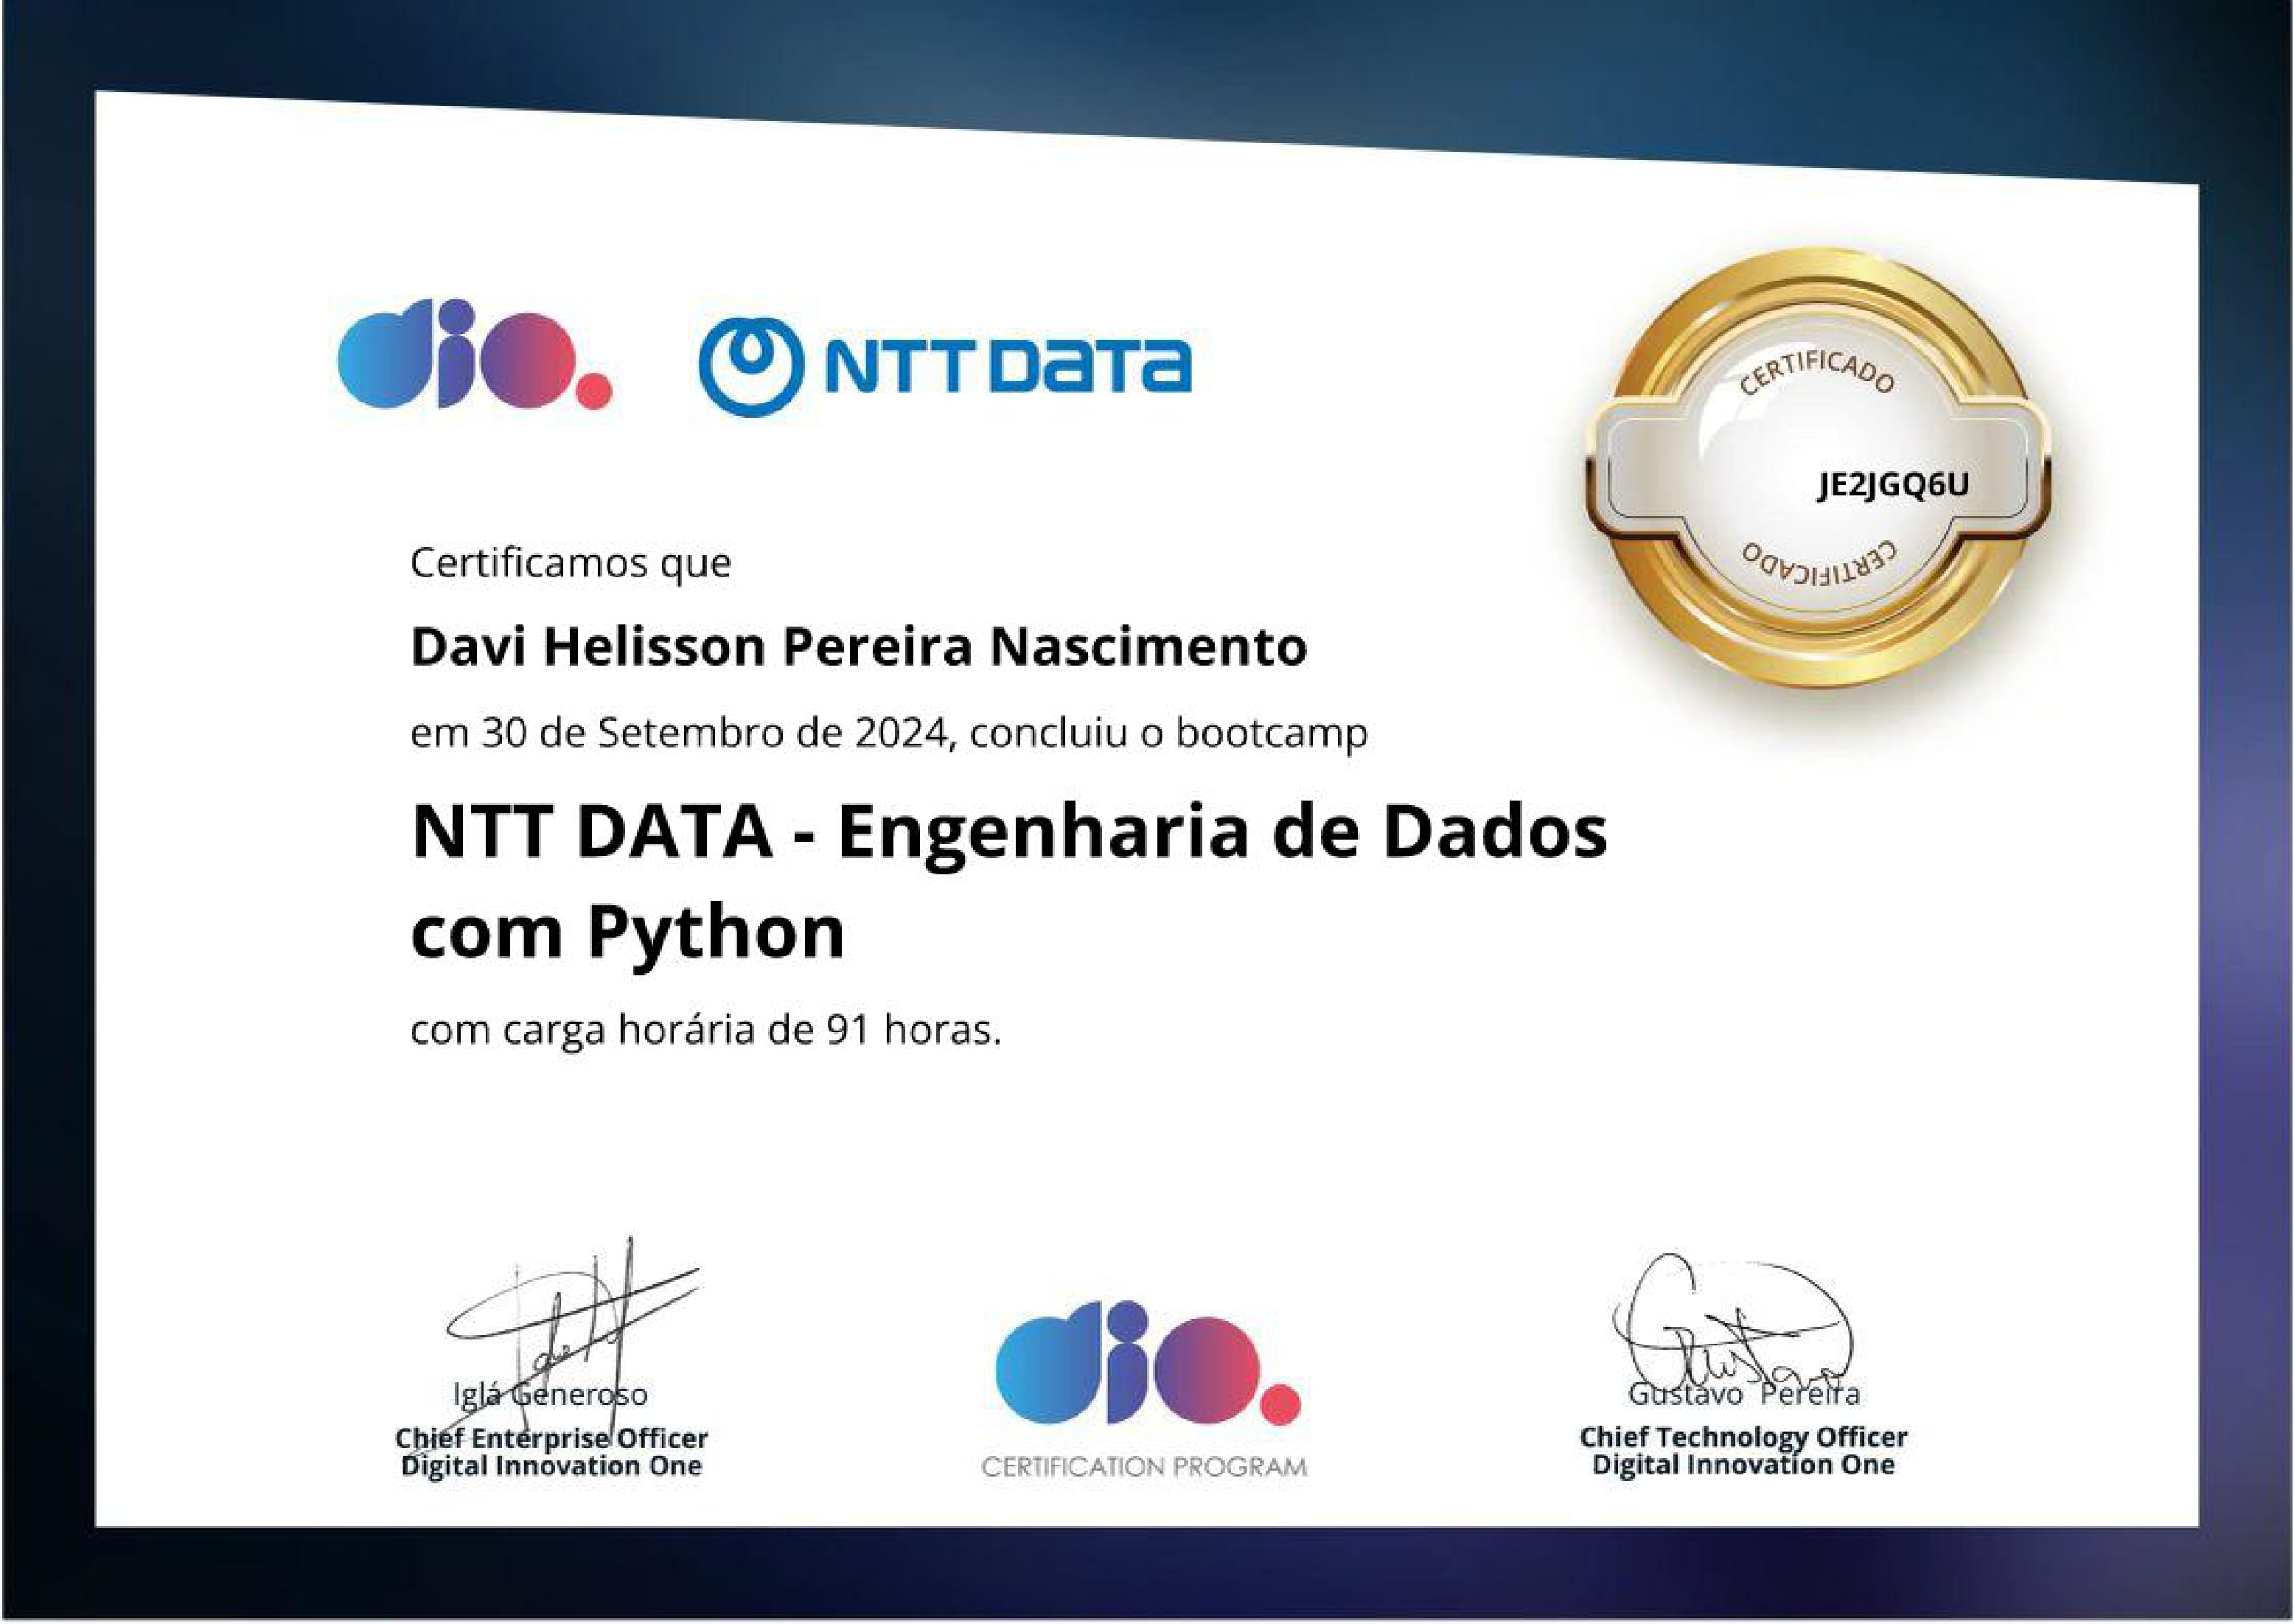 dio.
NTT DATA
CERTIFICADO
JE2JGQ6U
CERTIFICADO
Certificamos que
Davi Helisson Pereira Nascimento
em 30 de Setembro de 2024, concluiu o bootcamp
NTT DATA - Engenharia de Dados
com Python
com carga horária de 91 horas.
Iglá Generoso
Chief Enterprise Officer
Digital Innovation One
dio.
CERTIFICATION PROGRAM
Gustavo
Gustavo Pereira
Chief Technology Officer
Digital Innovation One